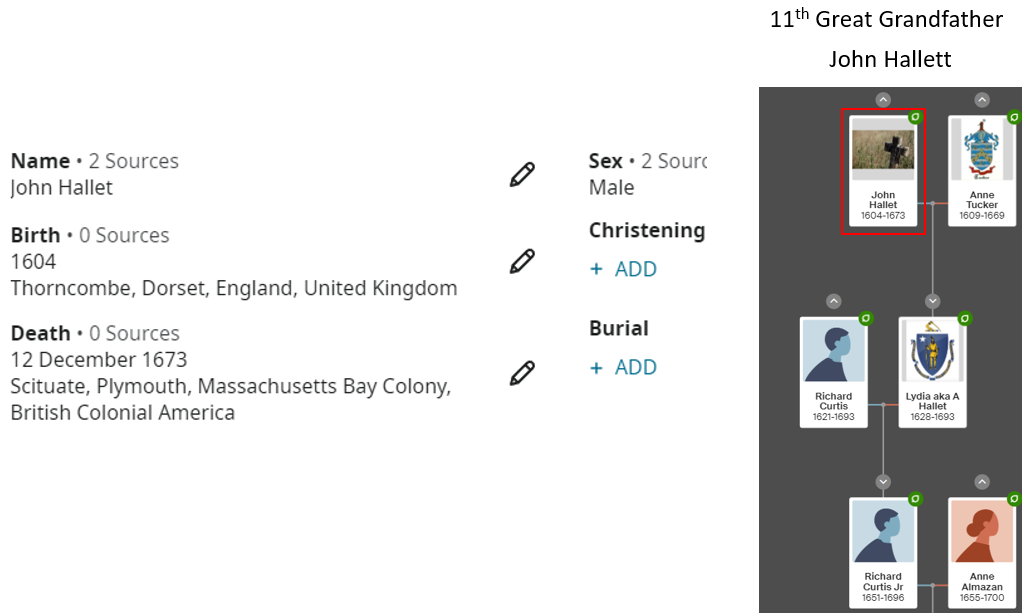 11th Great Grandfather
John Hallett
Name • 2 Sources
John Hallet
Birth • 0 Sources
1604
Thorncombe, Dorset, England, United Kingdom
Death • 0 Sources
12 December 1673
Scituate, Plymouth, Massachusetts Bay Colony,
British Colonial America
Sex • 2 Sourc
Male
Christening
+ ADD
Burial
+ ADD
John
Hallet
1604-1673
Anne
Tucker
1609-1669
Richard
Curtis
1621-1693
Lydia aka A
Hallet
1628-1693
Richard
Curtis Jr
1651-1696
Anne
Almazan
1655-1700